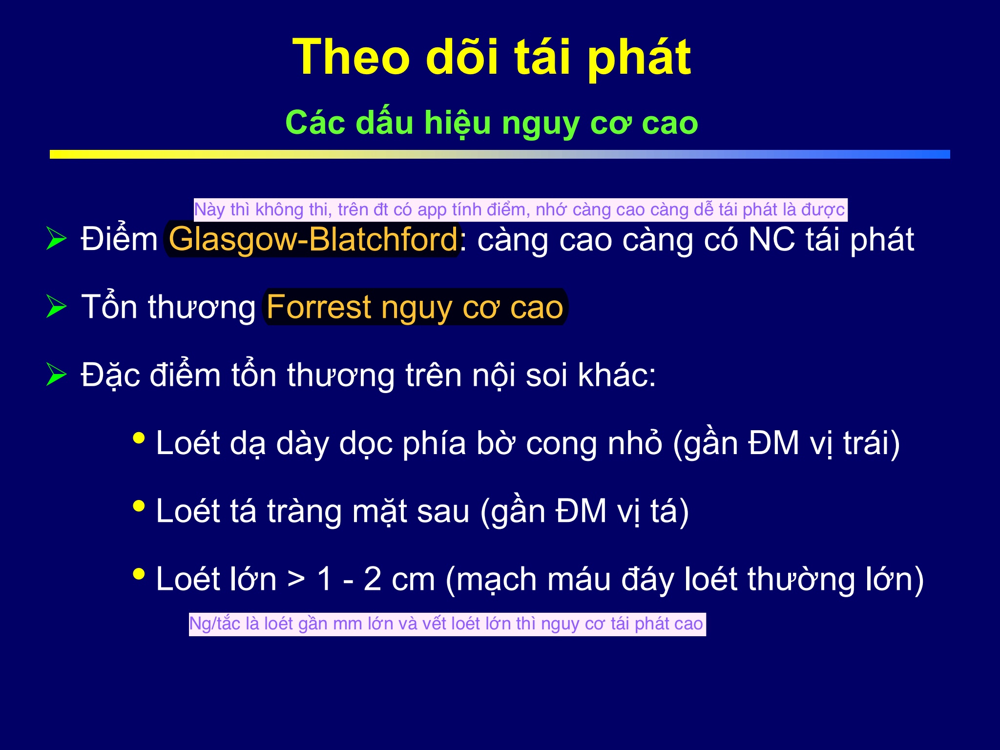 Theo dõi tái phát
Các dấu hiệu nguy cơ cao
Này thì không thi, trên đt có app tính điểm, nhớ càng cao càng dễ tái phát là được
Điểm Glasgow-Blatchford: càng cao càng có NC tái phát
Tổn thương Forrest nguy cơ cao
Đặc điểm tổn thương trên nội soi khác:
Loét dạ dày dọc phía bờ cong nhỏ (gần ĐM vị trái)
Loét tá tràng mặt sau (gần ĐM vị tá)
Loét lớn > 1 - 2 cm (mạch máu đáy loét thường lớn)
Ng/tắc là loét gần mm lớn và vết loét lớn thì nguy cơ tái phát cao